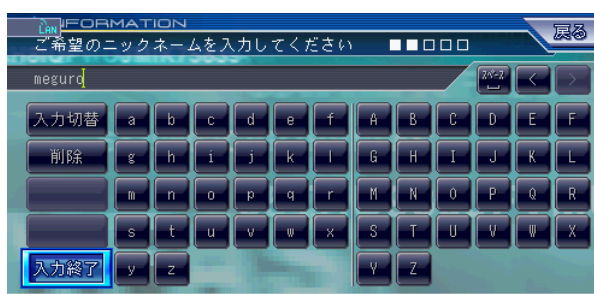 LAN INFORMATION
ご希望のニックネームを入力してください ■■□□□
戻る
meguro
スペース < >
入力切替 a b c d e f A B C D E F
削除 g h i j k l G H I J K L
m n o p q r M N O P Q R
s t u v w x S T U V W X
入力終了 y z Y Z